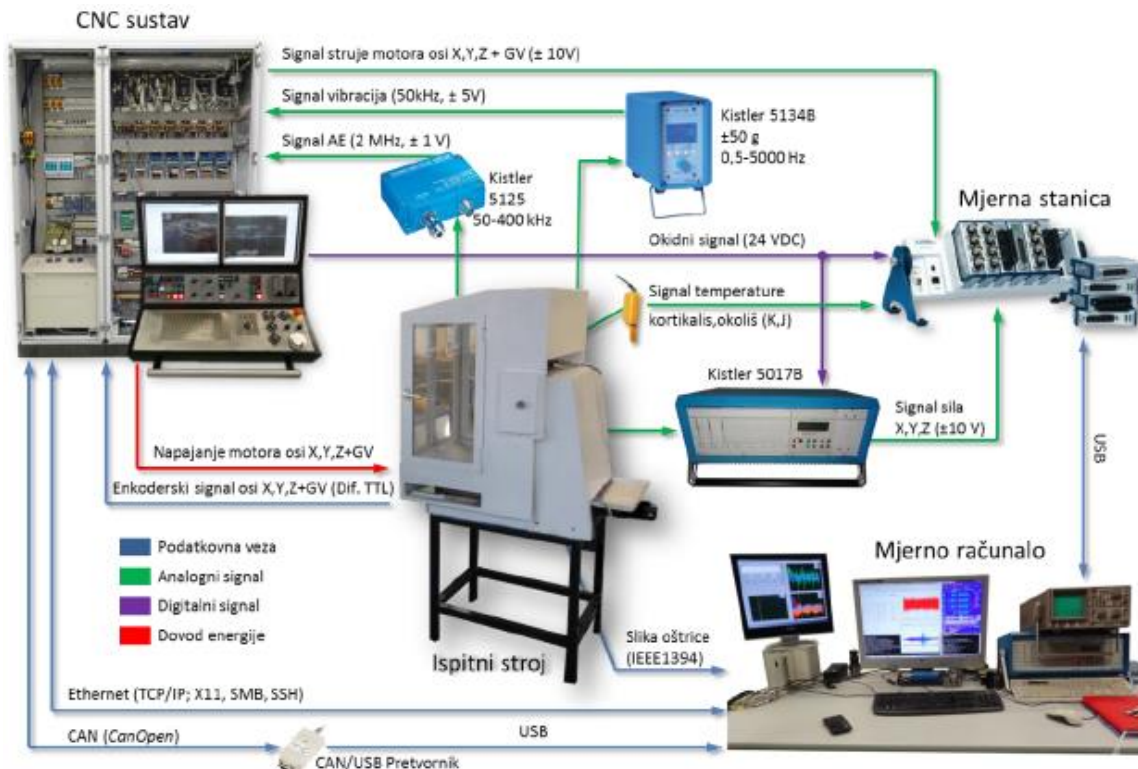 CNC sustav
Signal struje motora osi X,Y,Z + GV (± 10V)
Signal vibracija (50kHz, ± 5V)
Signal AE (2 MHz, ± 1 V)
Kistler 5134B
±50 g
0,5-5000 Hz
Kistler
5125
50-400 kHz
Mjerna stanica
Okidni signal (24 VDC)
Signal temperature
kortikalis,okoliš (K,J)
Kistler 5017B
Signal sila
X,Y,Z (±10 V)
USB
Napajanje motora osi X,Y,Z+GV
Enkoderski signal osi X,Y,Z+GV (Dif. TTL)
Podatkovna veza
Analogni signal
Digitalni signal
Dovod energije
Mjerno računalo
Ispitni stroj
Slika oštrice
(IEEE1394)
Ethernet (TCP/IP; X11, SMB, SSH)
CAN (CanOpen)
USB
CAN/USB Pretvornik